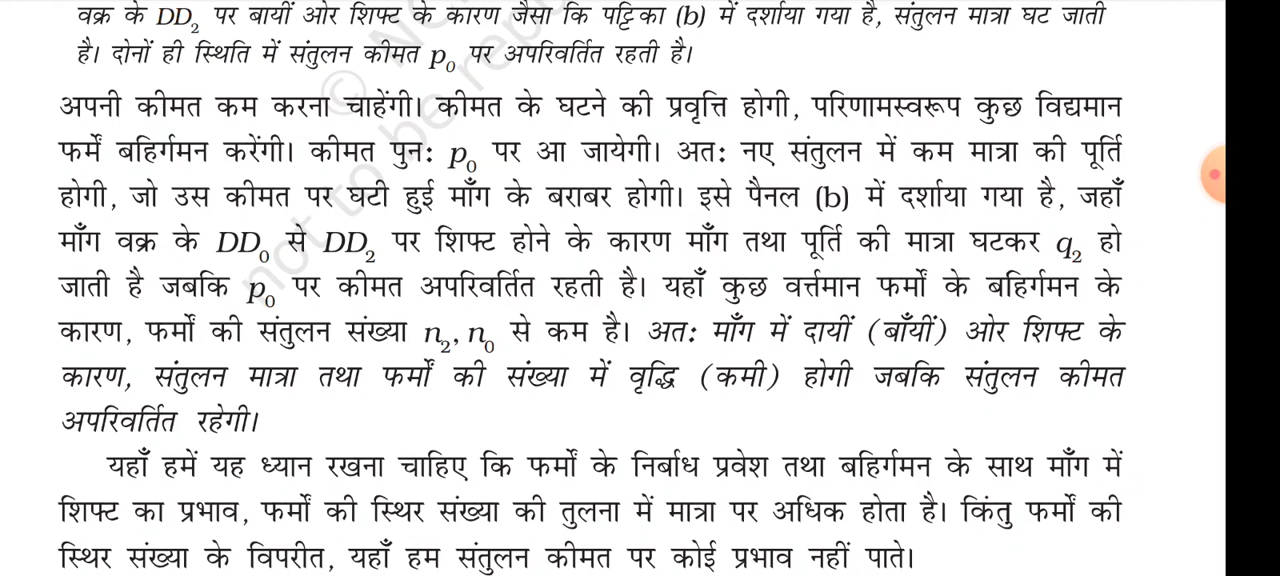 वक्र के DD₂ पर बायीं ओर शिफ्ट के कारण जैसा कि पट्टिका (b) में दर्शाया गया है, संतुलन मात्रा घट जाती
है। दोनों ही स्थिति में संतुलन कीमत p₀ पर अपरिवर्तित रहती है।
अपनी कीमत कम करना चाहेंगी। कीमत के घटने की प्रवृत्ति होगी, परिणामस्वरूप कुछ विद्यमान
फर्में बहिर्गमन करेंगी। कीमत पुन: p₀ पर आ जायेगी। अत: नए संतुलन में कम मात्रा की पूर्ति
होगी, जो उस कीमत पर घटी हुई माँग के बराबर होगी। इसे पैनल (b) में दर्शाया गया है, जहाँ
माँग वक्र के DD₀ से DD₂ पर शिफ्ट होने के कारण माँग तथा पूर्ति की मात्रा घटकर q₂ हो
जाती है जबकि p₀ पर कीमत अपरिवर्तित रहती है। यहाँ कुछ वर्त्तमान फर्मों के बहिर्गमन के
कारण, फर्मों की संतुलन संख्या n₂, n₀ से कम है। अत: माँग में दायीं (बाँयीं) ओर शिफ्ट के
कारण, संतुलन मात्रा तथा फर्मों की संख्या में वृद्धि (कमी) होगी जबकि संतुलन कीमत
अपरिवर्तित रहेगी।
यहाँ हमें यह ध्यान रखना चाहिए कि फर्मों के निर्बाध प्रवेश तथा बहिर्गमन के साथ माँग में
शिफ्ट का प्रभाव, फर्मों की स्थिर संख्या की तुलना में मात्रा पर अधिक होता है। किंतु फर्मों की
स्थिर संख्या के विपरीत, यहाँ हम संतुलन कीमत पर कोई प्रभाव नहीं पाते।